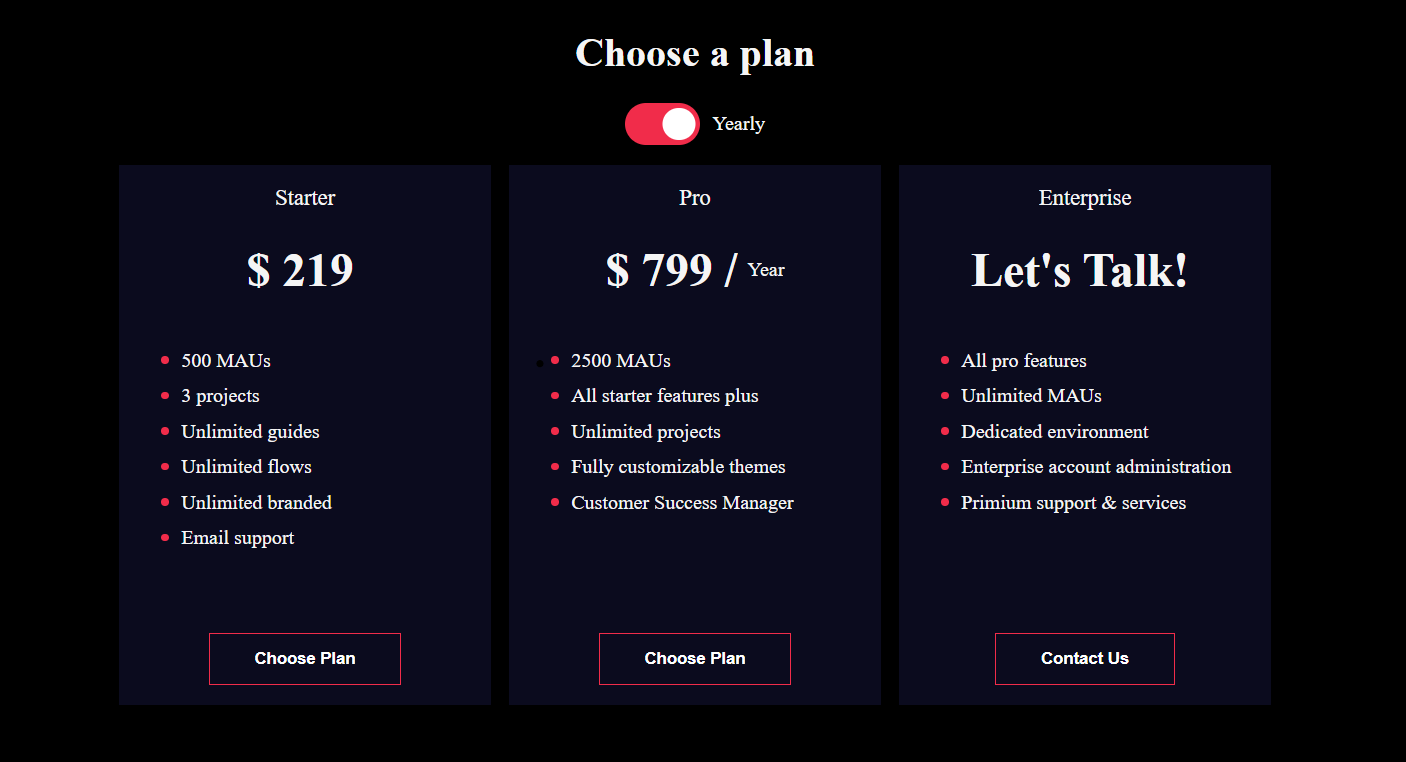 Choose a plan
Yearly
Starter
$ 219
500 MAUs
3 projects
Unlimited guides
Unlimited flows
Unlimited branded
Email support
Choose Plan
Pro
$ 799 / Year
2500 MAUs
All starter features plus
Unlimited projects
Fully customizable themes
Customer Success Manager
Choose Plan
Enterprise
Let's Talk!
All pro features
Unlimited MAUs
Dedicated environment
Enterprise account administration
Primium support & services
Contact Us